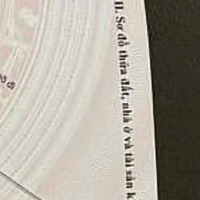 II. Sơ đồ thửa đất, nhà ở và tài sản k